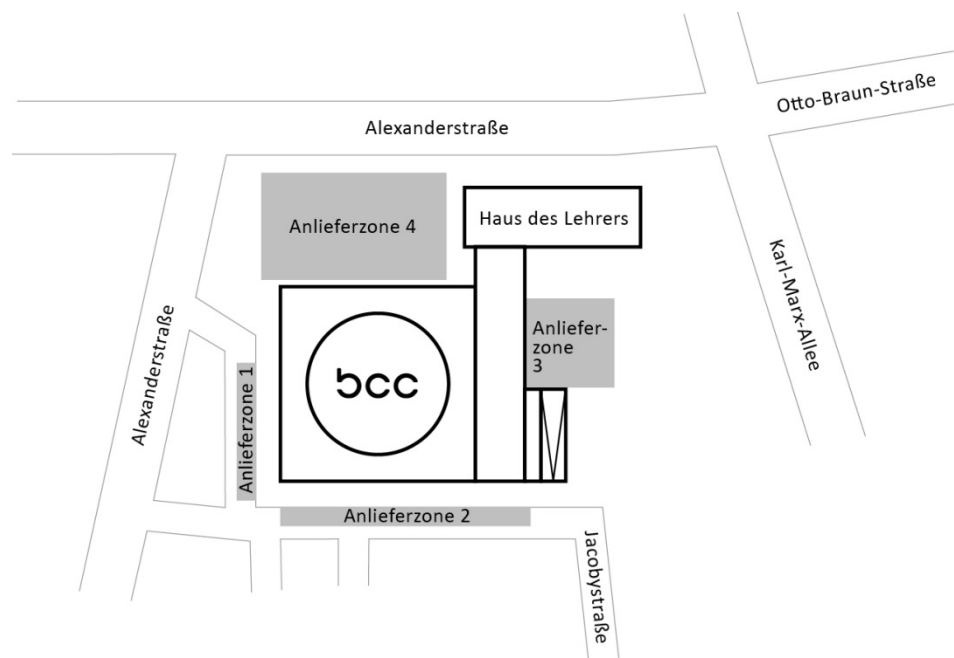 Otto-Braun-Straße
Alexanderstraße
Haus des Lehrers
Anlieferzone 4
Karl-Marx-Allee
Alexanderstraße
Anliefer-
zone
3
bcc
Anlieferzone 1
Anlieferzone 2
Jacobystraße